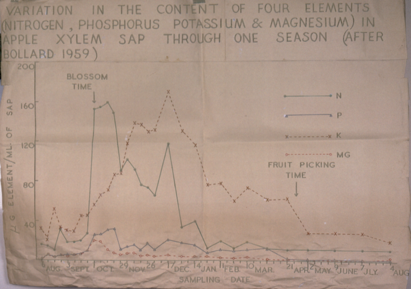 VARIATION IN THE CONTENT OF FOUR ELEMENTS
(NITROGEN, PHOSPHORUS POTASSIUM & MAGNESIUM) IN
APPLE XYLEM SAP THROUGH ONE SEASON (AFTER
BOLLARD 1959)
200
BLOSSOM
TIME
N
160
P
K
120
MG
FRUIT PICKING
TIME
80
ELEMENT/ML OF SAP
40
AUG SEPT OCT NOV DEC JAN FEB MAR APR MAY JUNE JLY AUG
SAMPLING DATE